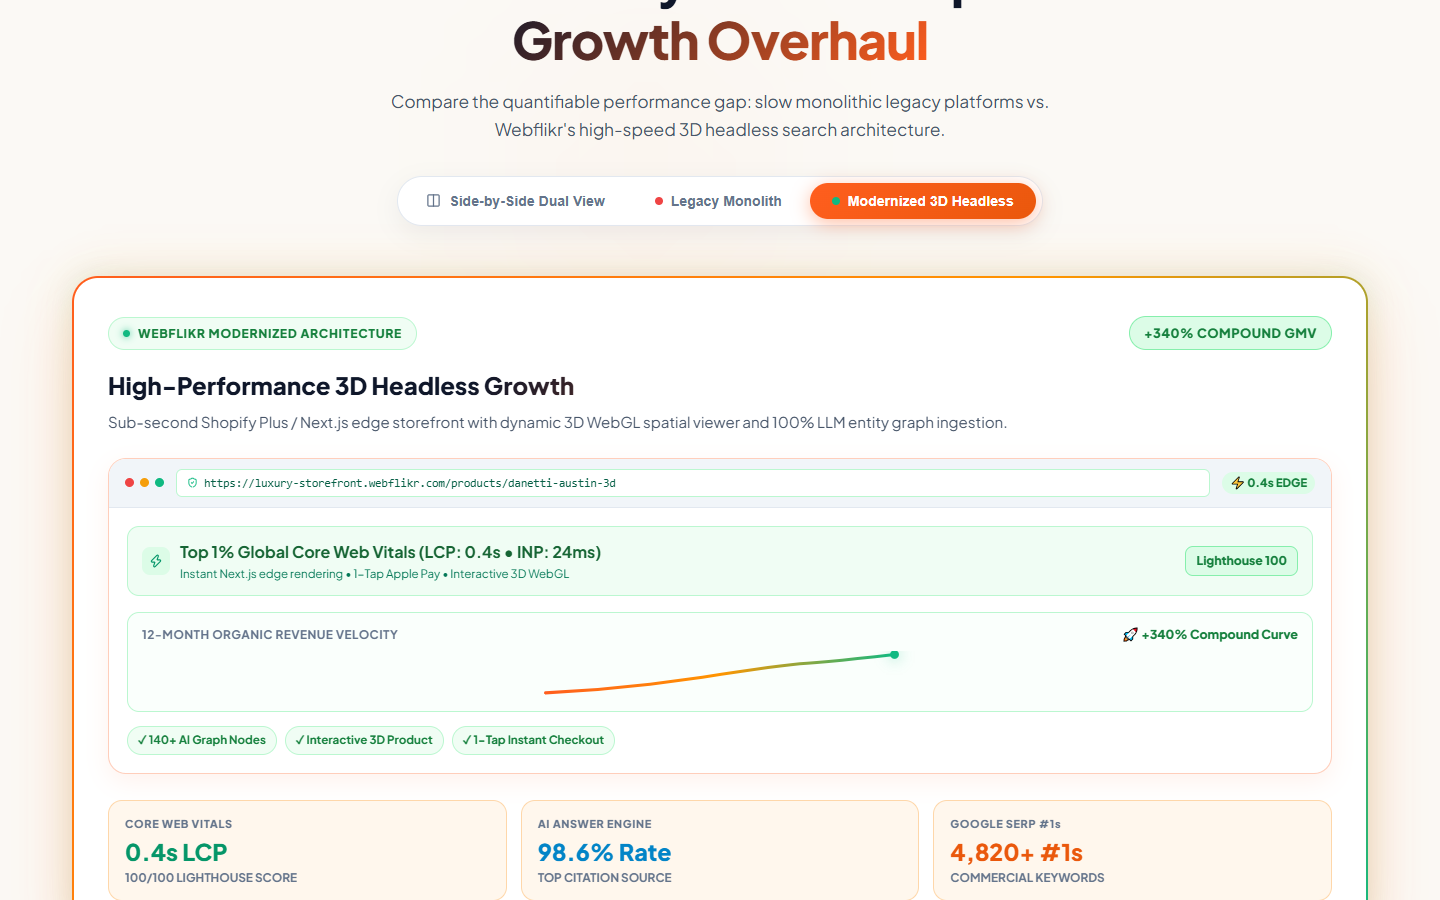 Growth Overhaul
Compare the quantifiable performance gap: slow monolithic legacy platforms vs.
Webflikr's high-speed 3D headless search architecture.
Side-by-Side Dual View
Legacy Monolith
Modernized 3D Headless
WEBFLIKR MODERNIZED ARCHITECTURE
+340% COMPOUND GMV
High-Performance 3D Headless Growth
Sub-second Shopify Plus / Next.js edge storefront with dynamic 3D WebGL spatial viewer and 100% LLM entity graph ingestion.
https://luxury-storefront.webflikr.com/products/danetti-austin-3d
⚡ 0.4s EDGE
Top 1% Global Core Web Vitals (LCP: 0.4s • INP: 24ms)
Instant Next.js edge rendering • 1-Tap Apple Pay • Interactive 3D WebGL
Lighthouse 100
12-MONTH ORGANIC REVENUE VELOCITY
🚀 +340% Compound Curve
✓ 140+ AI Graph Nodes
✓ Interactive 3D Product
✓ 1-Tap Instant Checkout
CORE WEB VITALS
0.4s LCP
100/100 LIGHTHOUSE SCORE
AI ANSWER ENGINE
98.6% Rate
TOP CITATION SOURCE
GOOGLE SERP #1s
4,820+ #1s
COMMERCIAL KEYWORDS